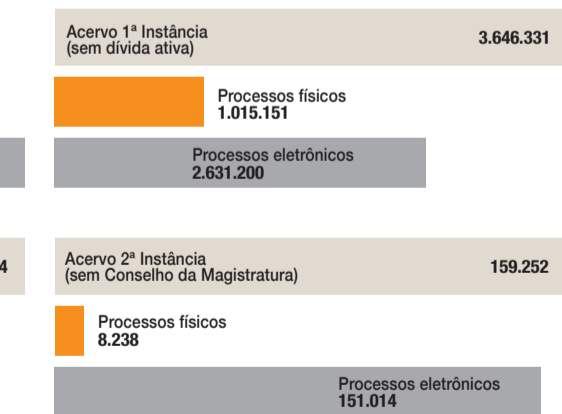 Acervo 1ª Instância
(sem dívida ativa)
3.646.331
Processos físicos
1.015.151
Processos eletrônicos
2.631.200
4
Acervo 2ª Instância
(sem Conselho da Magistratura)
159.252
Processos físicos
8.238
Processos eletrônicos
151.014